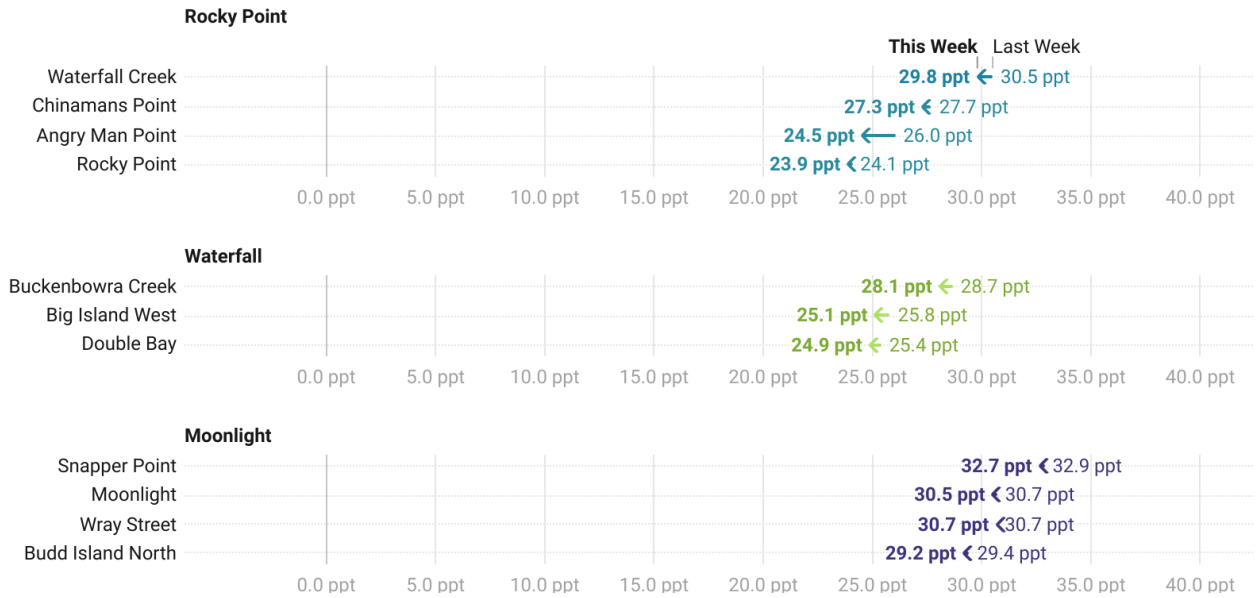 Rocky Point
This Week Last Week
Waterfall Creek 29.8 ppt 30.5 ppt
Chinamans Point 27.3 ppt 27.7 ppt
Angry Man Point 24.5 ppt 26.0 ppt
Rocky Point 23.9 ppt 24.1 ppt
0.0 ppt 5.0 ppt 10.0 ppt 15.0 ppt 20.0 ppt 25.0 ppt 30.0 ppt 35.0 ppt 40.0 ppt
Waterfall
Buckenbowra Creek 28.1 ppt 28.7 ppt
Big Island West 25.1 ppt 25.8 ppt
Double Bay 24.9 ppt 25.4 ppt
0.0 ppt 5.0 ppt 10.0 ppt 15.0 ppt 20.0 ppt 25.0 ppt 30.0 ppt 35.0 ppt 40.0 ppt
Moonlight
Snapper Point 32.7 ppt 32.9 ppt
Moonlight 30.5 ppt 30.7 ppt
Wray Street 30.7 ppt 30.7 ppt
Budd Island North 29.2 ppt 29.4 ppt
0.0 ppt 5.0 ppt 10.0 ppt 15.0 ppt 20.0 ppt 25.0 ppt 30.0 ppt 35.0 ppt 40.0 ppt